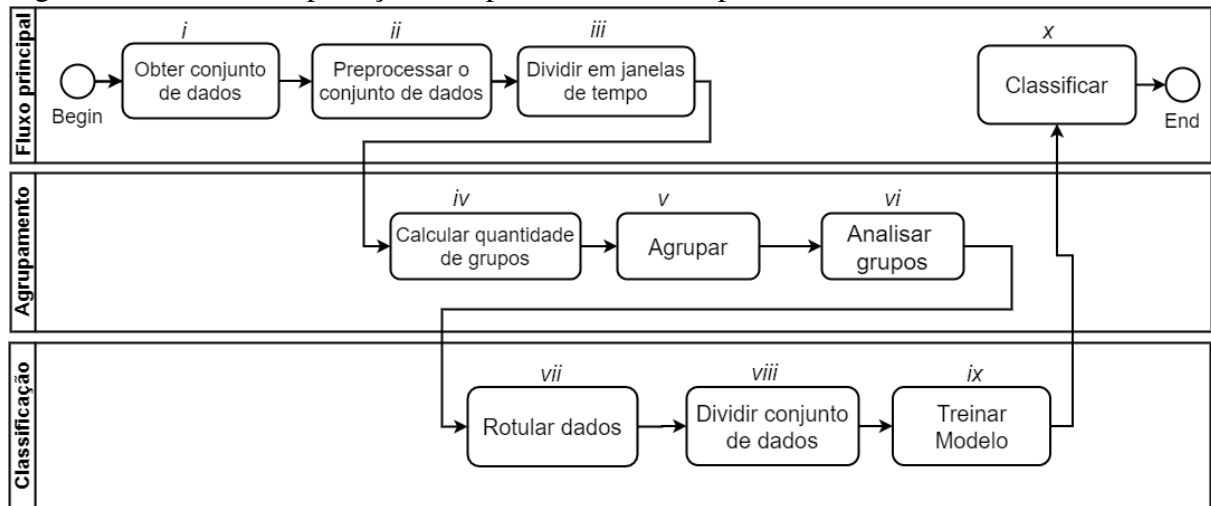 Fluxo principal
i
Obter conjunto
de dados
ii
Preprocessar o
conjunto de dados
iii
Dividir em janelas
de tempo
x
Classificar
Begin
End
Agrupamento
iv
Calcular quantidade
de grupos
v
Agrupar
vi
Analisar
grupos
Classificação
vii
Rotular dados
viii
Dividir conjunto
de dados
ix
Treinar
Modelo